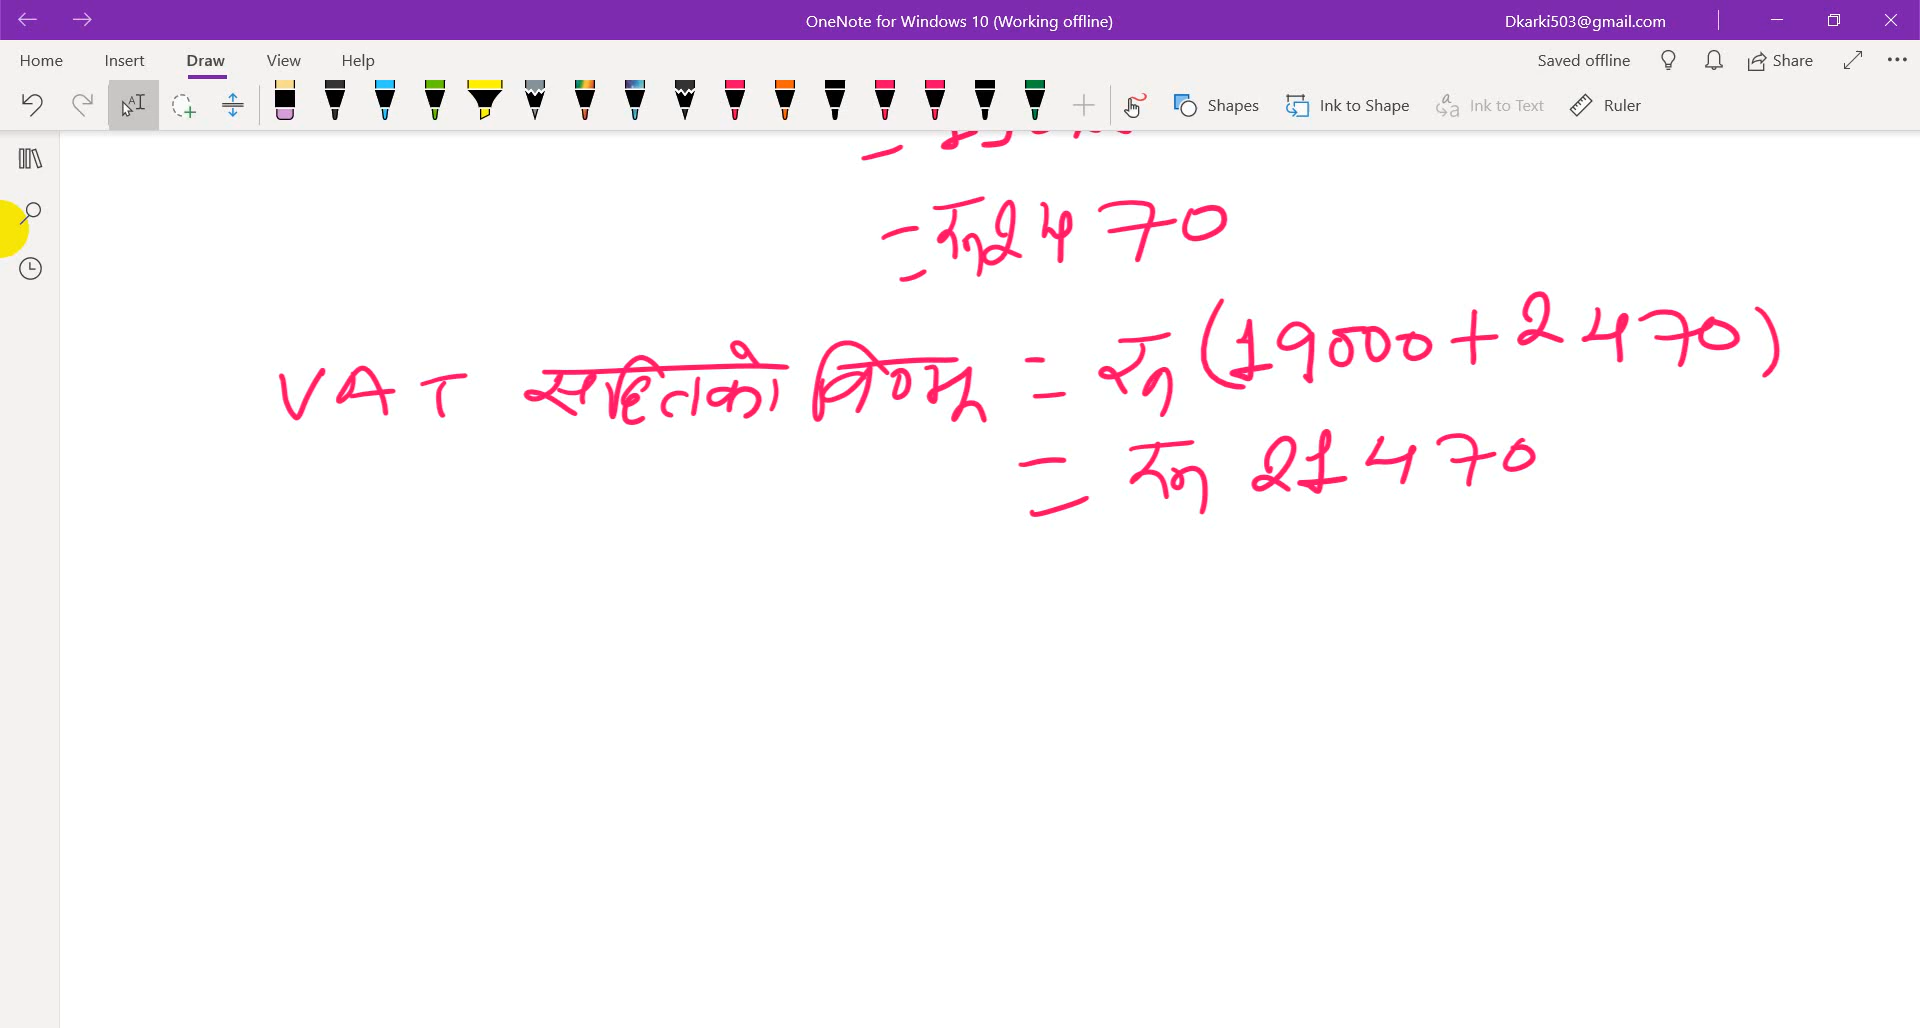 OneNote for Windows 10 (Working offline)
Dkarki503@gmail.com
Home Insert Draw View Help
Saved offline Share
Shapes Ink to Shape Ink to Text Ruler
= रु 2470
VAT सहितको वि०मू = रु (19000+2470)
= रु 21470